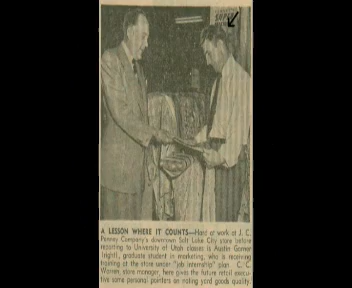 A LESSON WHERE IT COUNTS—Hard at work at J. C.
Penney Company's downtown Salt Lake City store before
reporting to University of Utah classes is Austin Garner
(right), graduate student in marketing, who is receiving
training at the store under "job internship" plan. C. C.
Warren, store manager, here gives the future retail execu-
tive some personal pointers on rating yard goods quality.